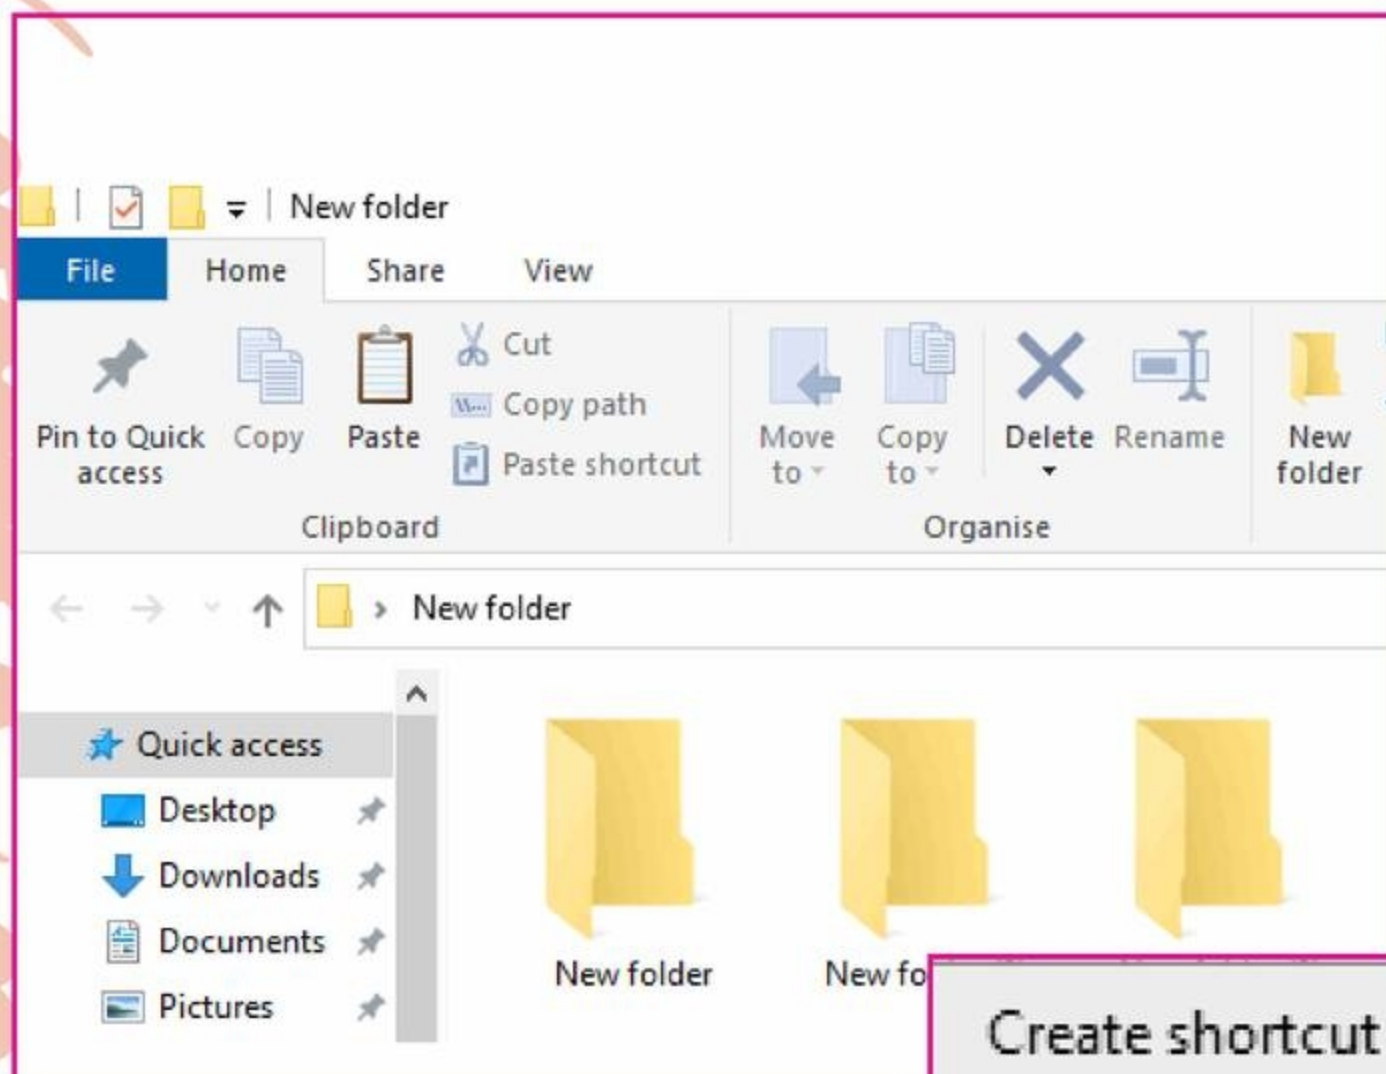 New folder
File Home Share View
Pin to Quick access
Copy
Paste
Cut
Copy path
Paste shortcut
Clipboard
Move to
Copy to
Delete
Rename
Organise
New folder
New folder
Quick access
Desktop
Downloads
Documents
Pictures
New folder
New fo
Create shortcut